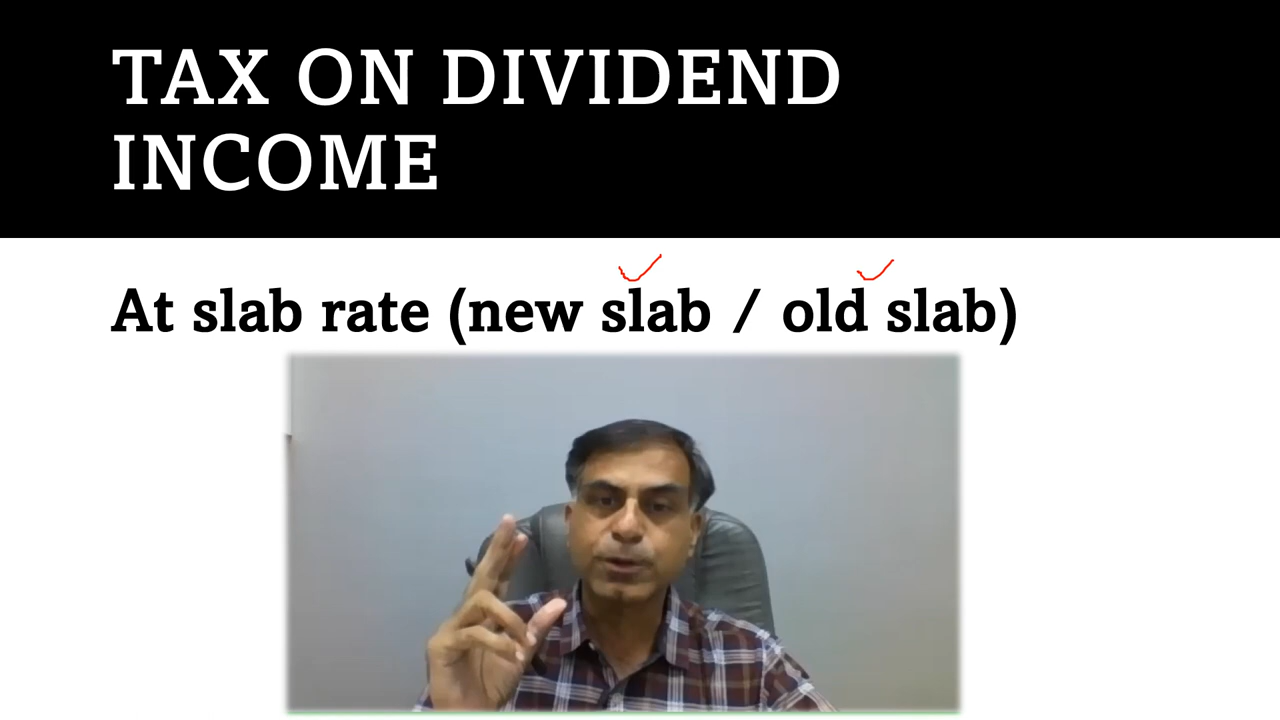 TAX ON DIVIDEND
INCOME
At slab rate (new slab / old slab)